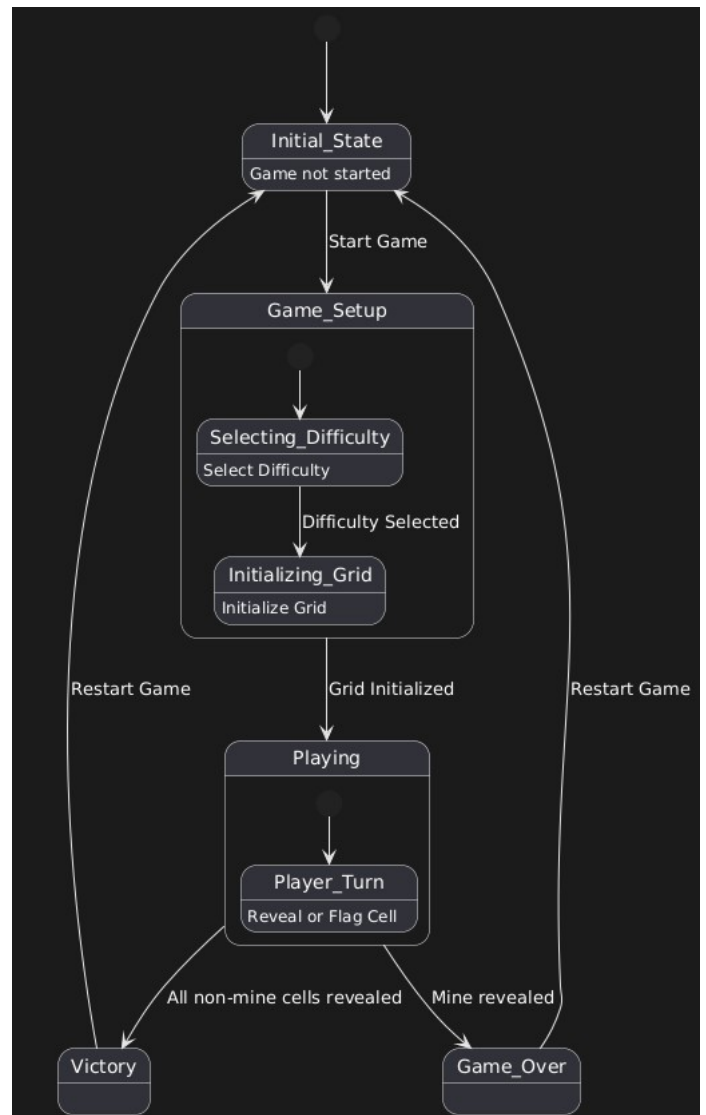 Initial_State
Game not started
Start Game
Game_Setup
Selecting_Difficulty
Select Difficulty
Difficulty Selected
Initializing_Grid
Initialize Grid
Restart Game
Grid Initialized
Restart Game
Playing
Player_Turn
Reveal or Flag Cell
All non-mine cells revealed
Mine revealed
Victory
Game_Over